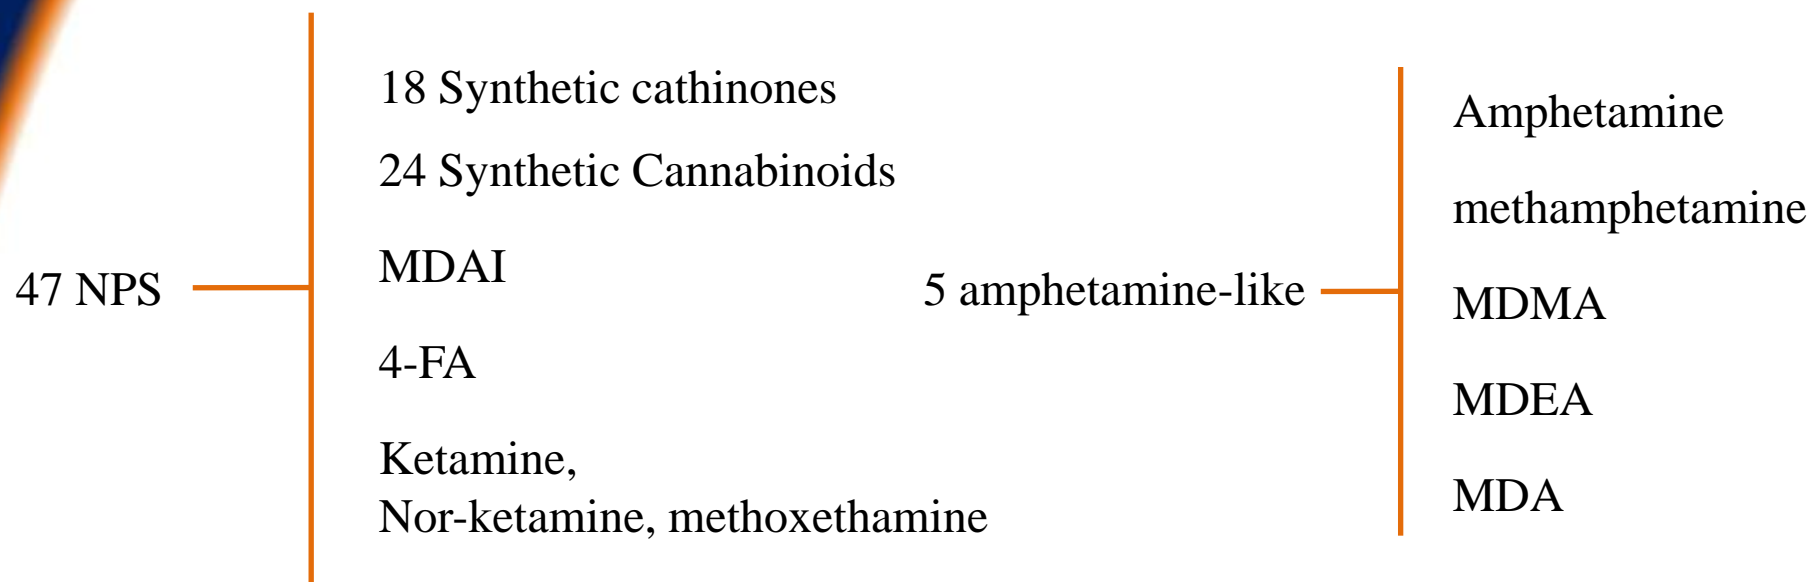 47 NPS
18 Synthetic cathinones
24 Synthetic Cannabinoids
MDAI
4-FA
Ketamine,
Nor-ketamine, methoxethamine
5 amphetamine-like
Amphetamine
methamphetamine
MDMA
MDEA
MDA